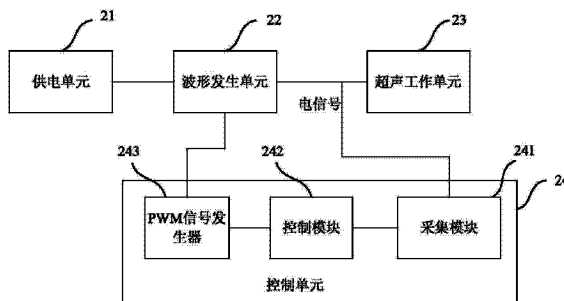 21
22
23
供电单元
波形发生单元
超声工作单元
电信号
243
242
241
24
PWM信号发
生器
控制模块
采集模块
控制单元